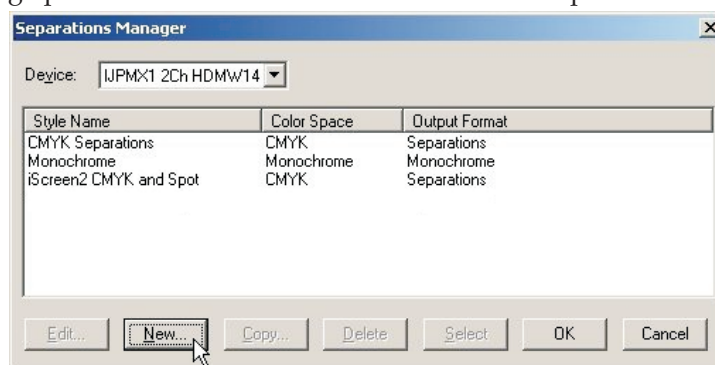 Separations Manager
Device: IJPMX1 2Ch HDMW14
Style Name Color Space Output Format
CMYK Separations CMYK Separations
Monochrome Monochrome Monochrome
iScreen2 CMYK and Spot CMYK Separations
Edit... New... Copy... Delete Select OK Cancel